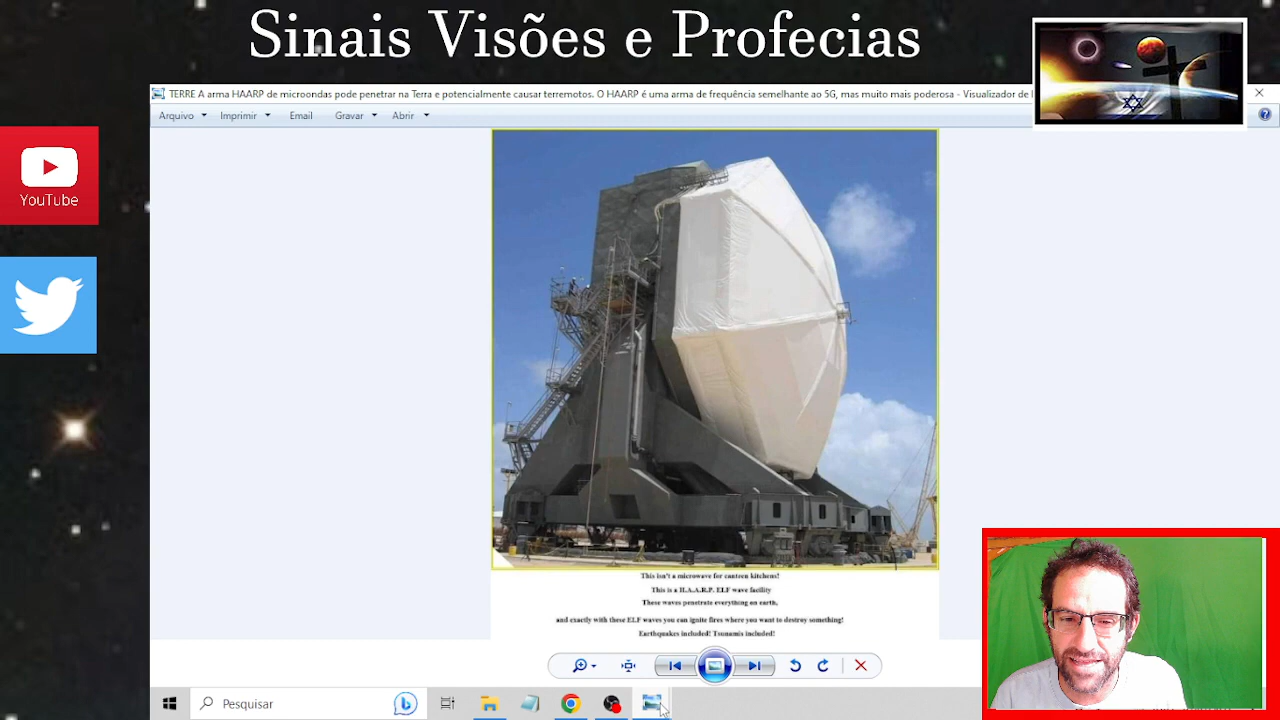 Sinais Visões e Profecias
TERRE A arma HAARP de microondas pode penetrar na Terra e potencialmente causar terremotos. O HAARP é uma arma de frequência semelhante ao 5G, mas muito mais poderosa - Visualizador de
Arquivo Imprimir Email Gravar Abrir
YouTube
This isn't a microwave for canteen kitchens!
This is a H.A.A.R.P. ELF wave facility
These waves penetrate everything on earth,
and exactly with these ELF waves you can ignite fires where you want to destroy something!
Earthquakes included! Tsunamis included!
Pesquisar